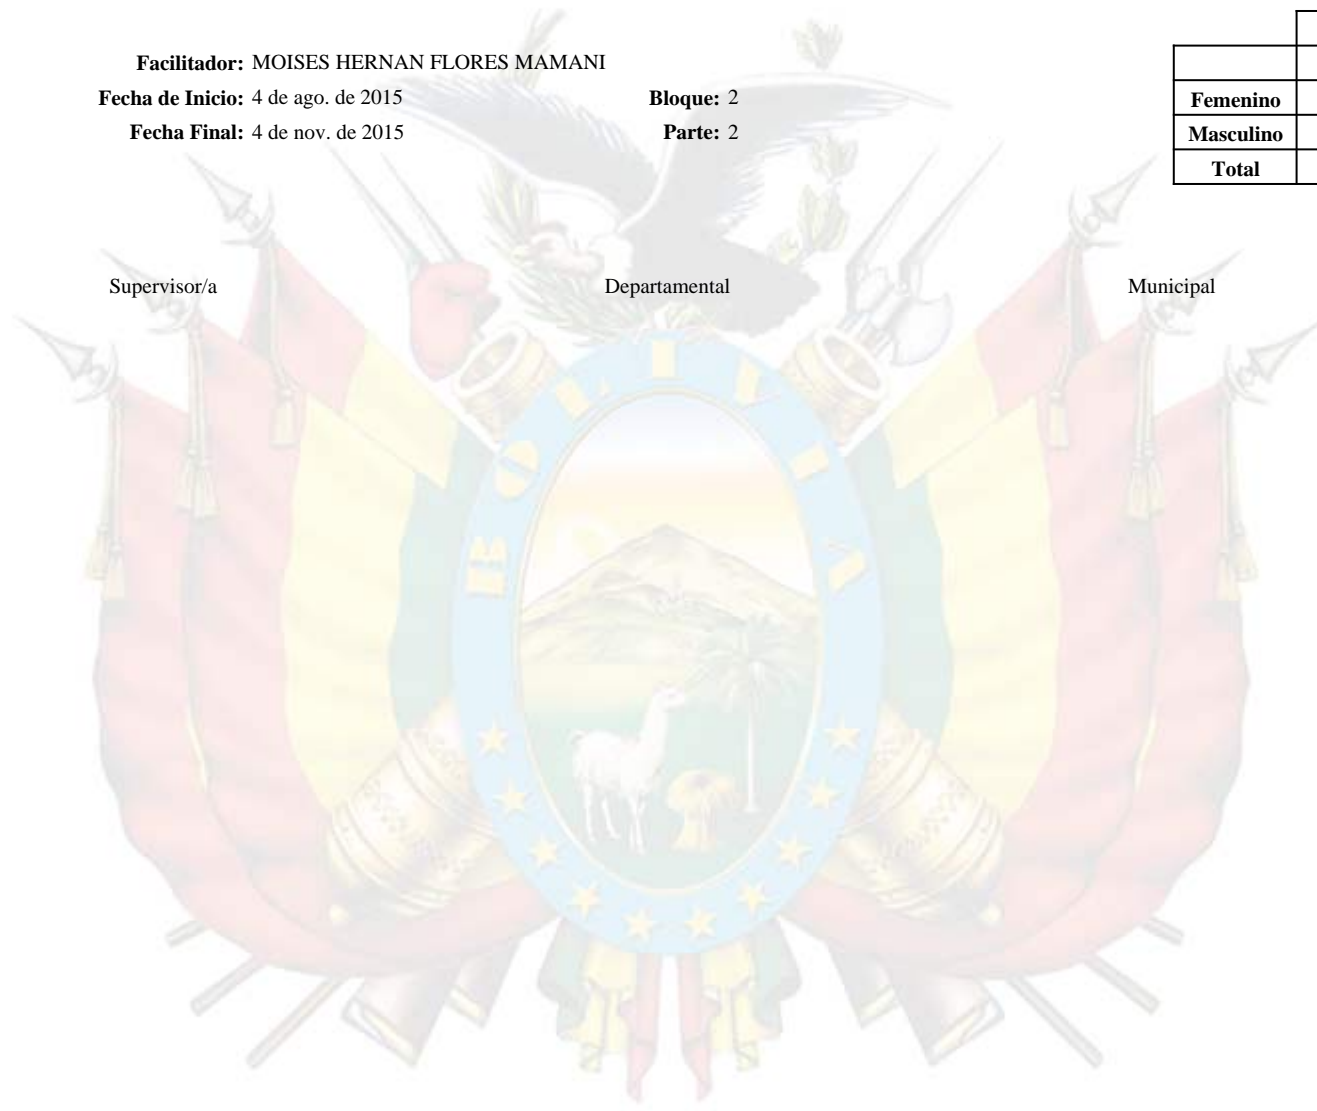 Facilitador: MOISES HERNAN FLORES MAMANI
Fecha de Inicio: 4 de ago. de 2015 Bloque: 2
Fecha Final: 4 de nov. de 2015 Parte: 2
Femenino
Masculino
Total
Supervisor/a Departamental Municipal
BOLIVIA